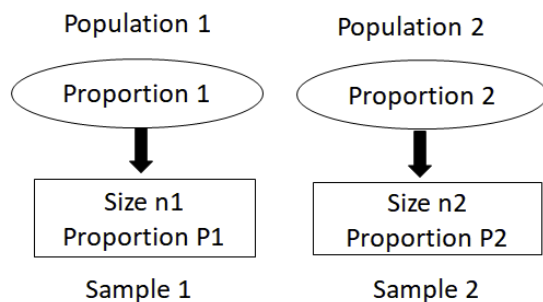 Population 1
Population 2
Proportion 1
Proportion 2
Size n1
Proportion P1
Size n2
Proportion P2
Sample 1
Sample 2